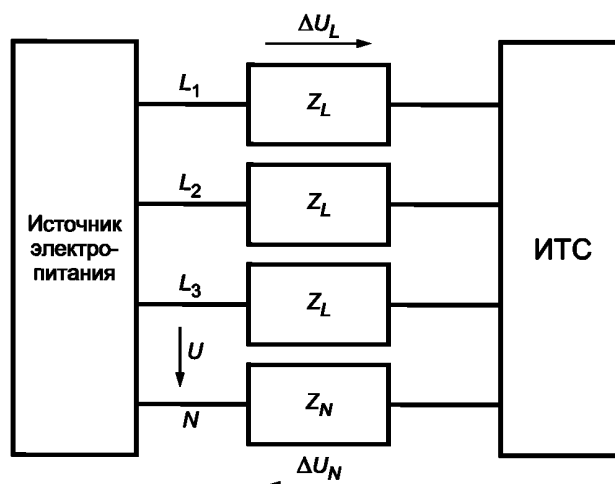 ΔU_L
L_1
Z_L
L_2
Z_L
Источник
электро-
питания
ИТС
L_3
Z_L
U
N
Z_N
ΔU_N